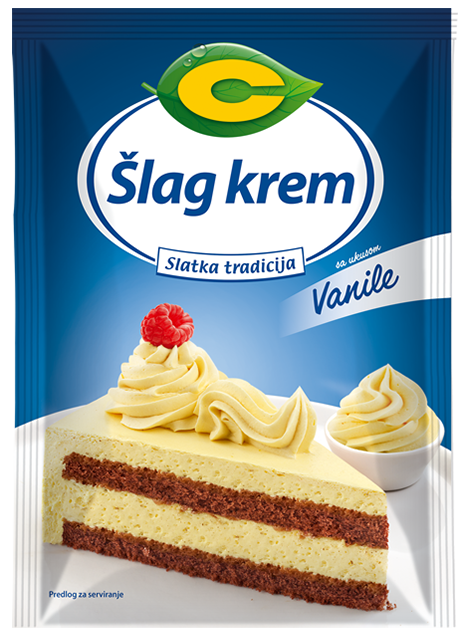 C
Šlag krem
Slatka tradicija
sa ukusom
Vanile
Predlog za serviranje